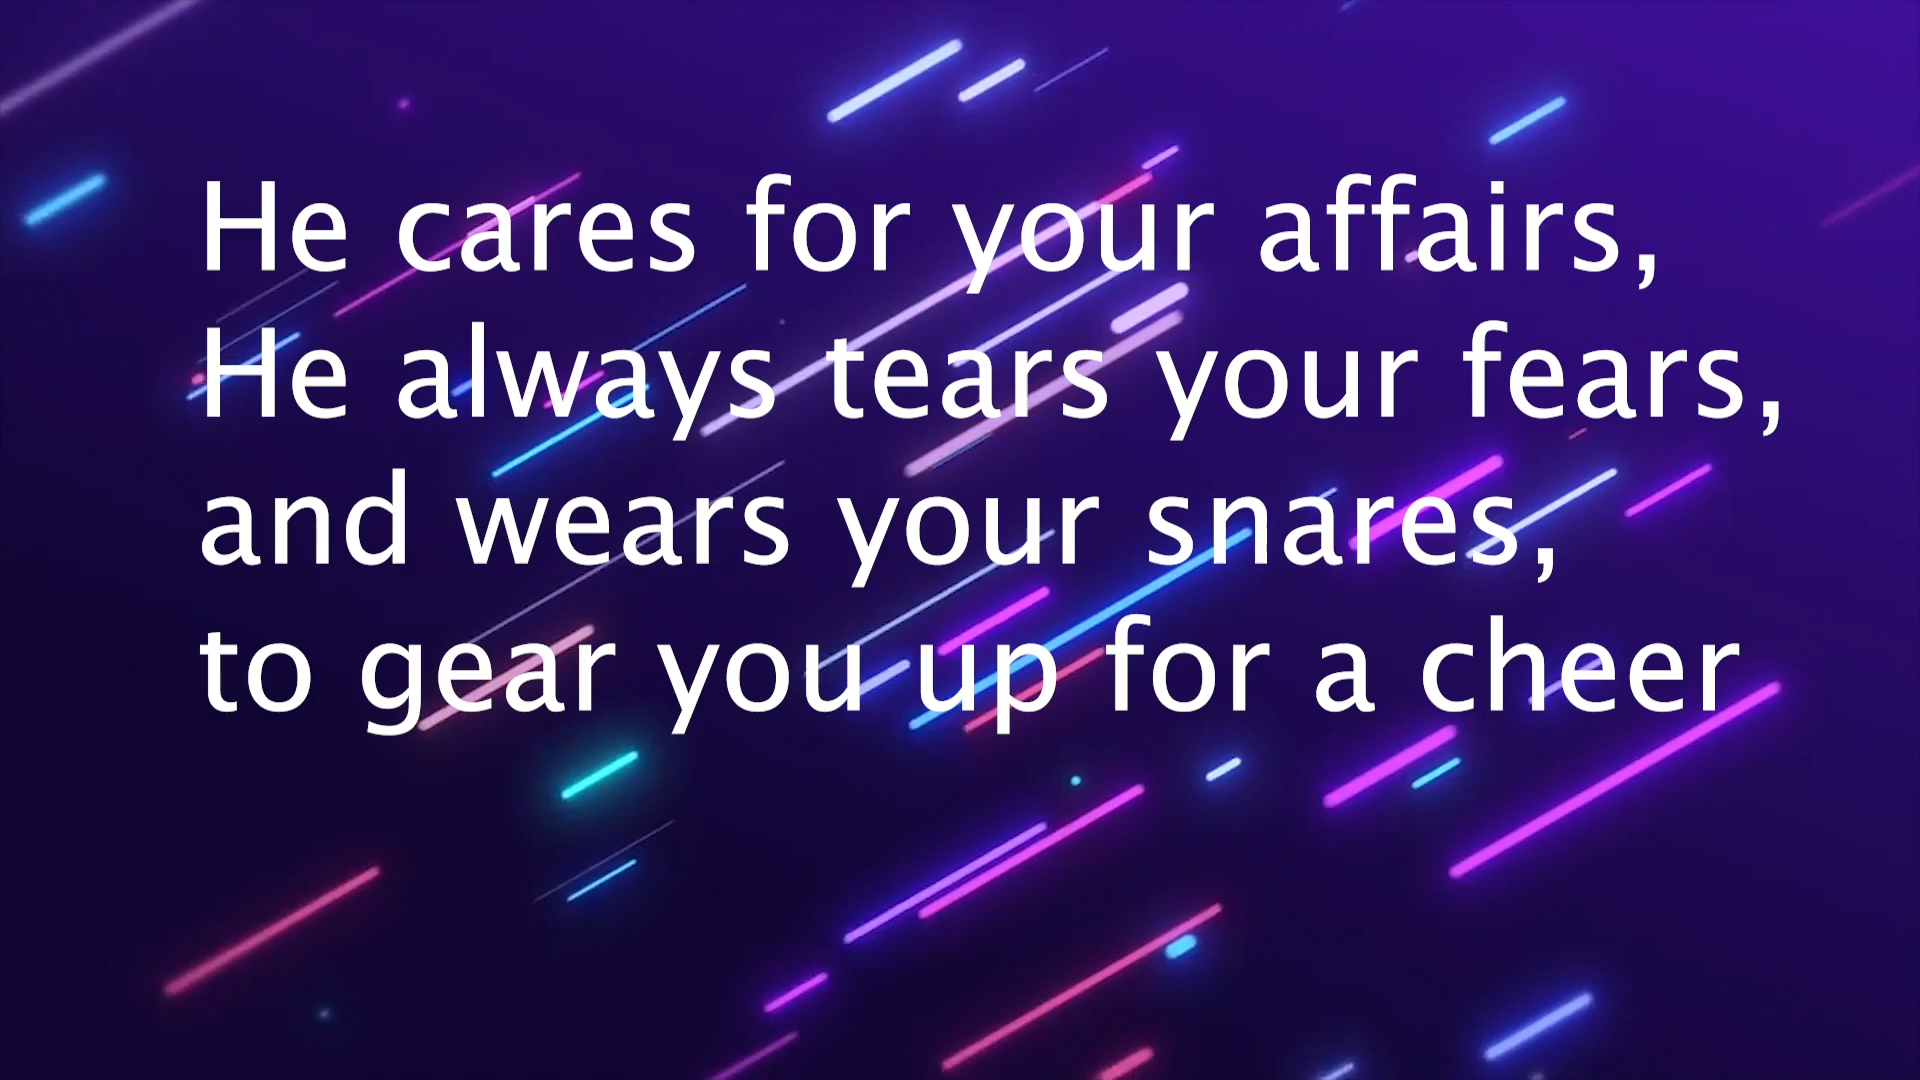 He cares for your affairs,
He always tears your fears,
and wears your snares,
to gear you up for a cheer